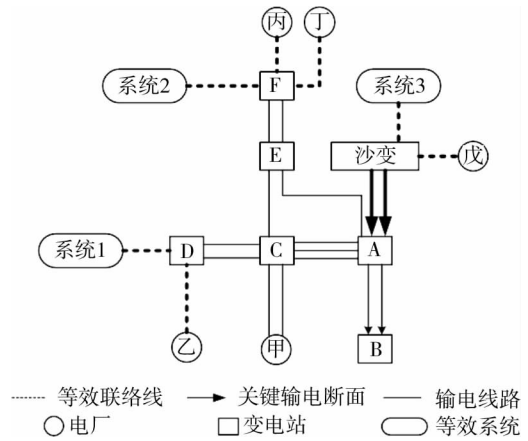 丙 丁
系统2 F 系统3
E 沙变 戊
系统1 D C A
乙 甲 B
等效联络线 关键输电断面 输电线路
电厂 变电站 等效系统